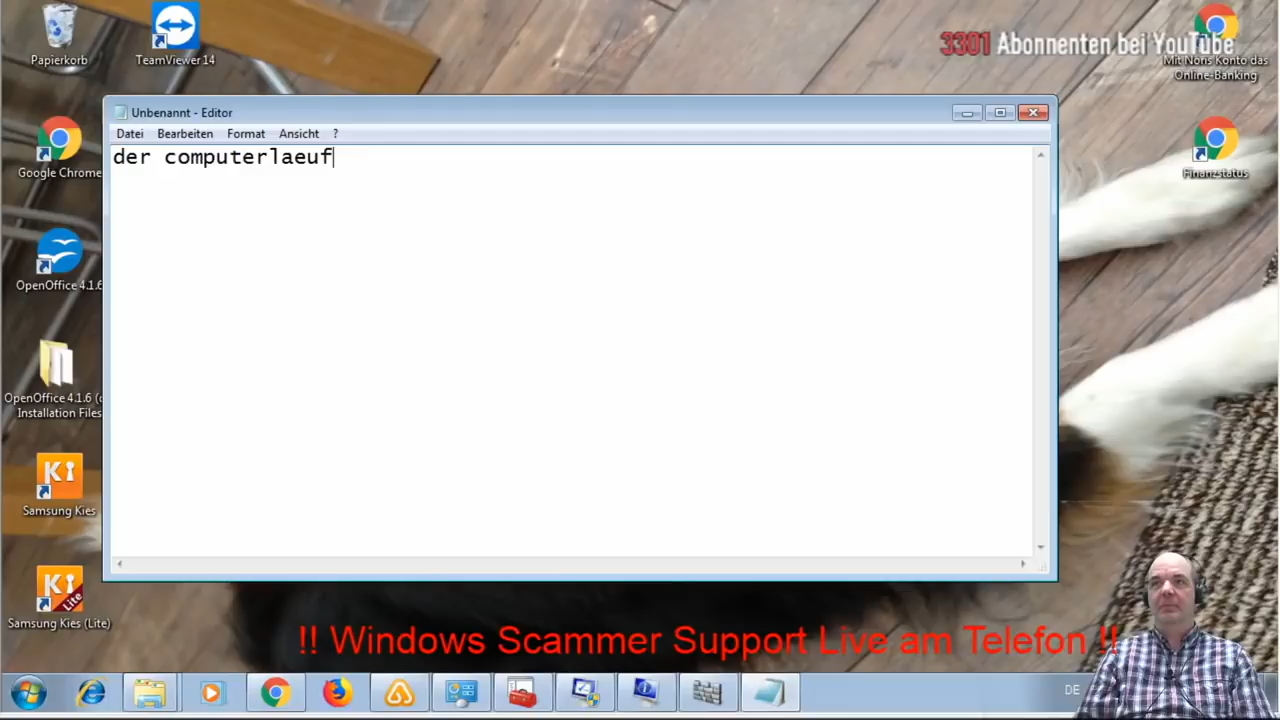 3301 Abonnenten bei YouTube
Papierkorb
TeamViewer 14
Mit Noris Konto das
Online-Banking
Unbenannt - Editor
Datei Bearbeiten Format Ansicht ?
der computerlaeuf
Google Chrome
Finanzstatus
OpenOffice 4.1.6
OpenOffice 4.1.6 (
Installation Files
Ki
Samsung Kies
Ki
Lite
Samsung Kies (Lite)
!! Windows Scammer Support Live am Telefon !!
DE